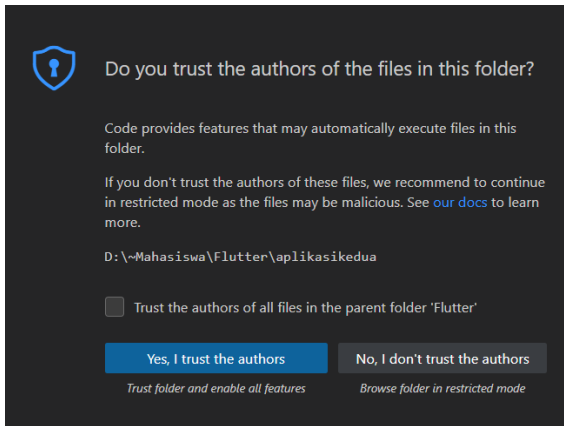 Do you trust the authors of the files in this folder?
Code provides features that may automatically execute files in this
folder.
If you don't trust the authors of these files, we recommend to continue
in restricted mode as the files may be malicious. See our docs to learn
more.
D:\~Mahasiswa\Flutter\aplikasikedua
Trust the authors of all files in the parent folder 'Flutter'
Yes, I trust the authors
No, I don't trust the authors
Trust folder and enable all features
Browse folder in restricted mode